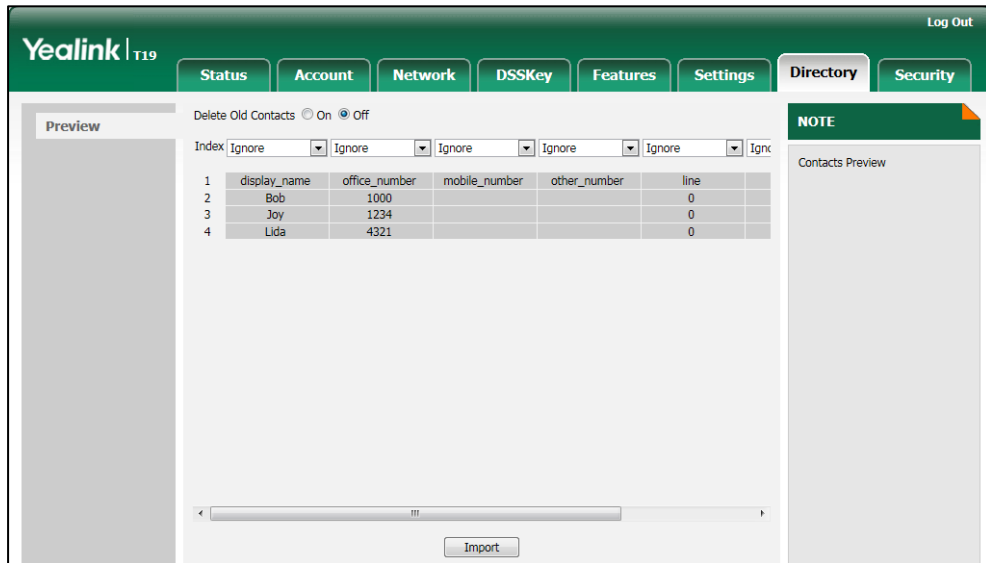 Log Out
Yealink T19
Status Account Network DSSKey Features Settings Directory Security
Preview
Delete Old Contacts On Off
NOTE
Index Ignore Ignore Ignore Ignore Ignore Igno
Contacts Preview
1 display_name office_number mobile_number other_number line
2 Bob 1000 0
3 Joy 1234 0
4 Lida 4321 0
Import